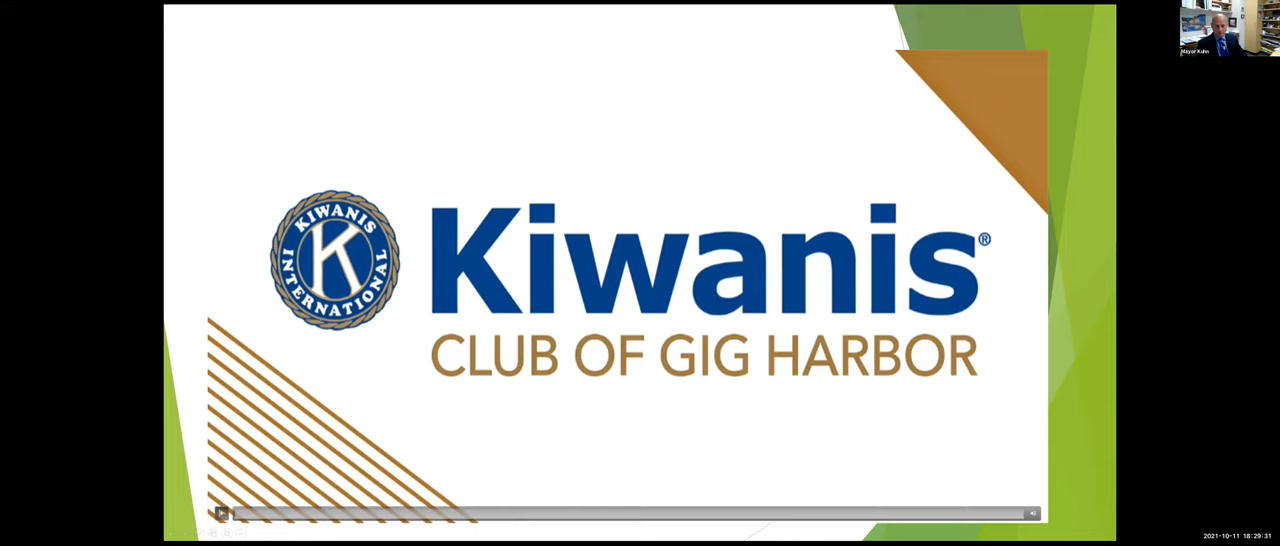 Mayor Kuhn
KIWANIS
K
INTERNATIONAL
Kiwanis®
CLUB OF GIG HARBOR
2021-10-11 18:29:31